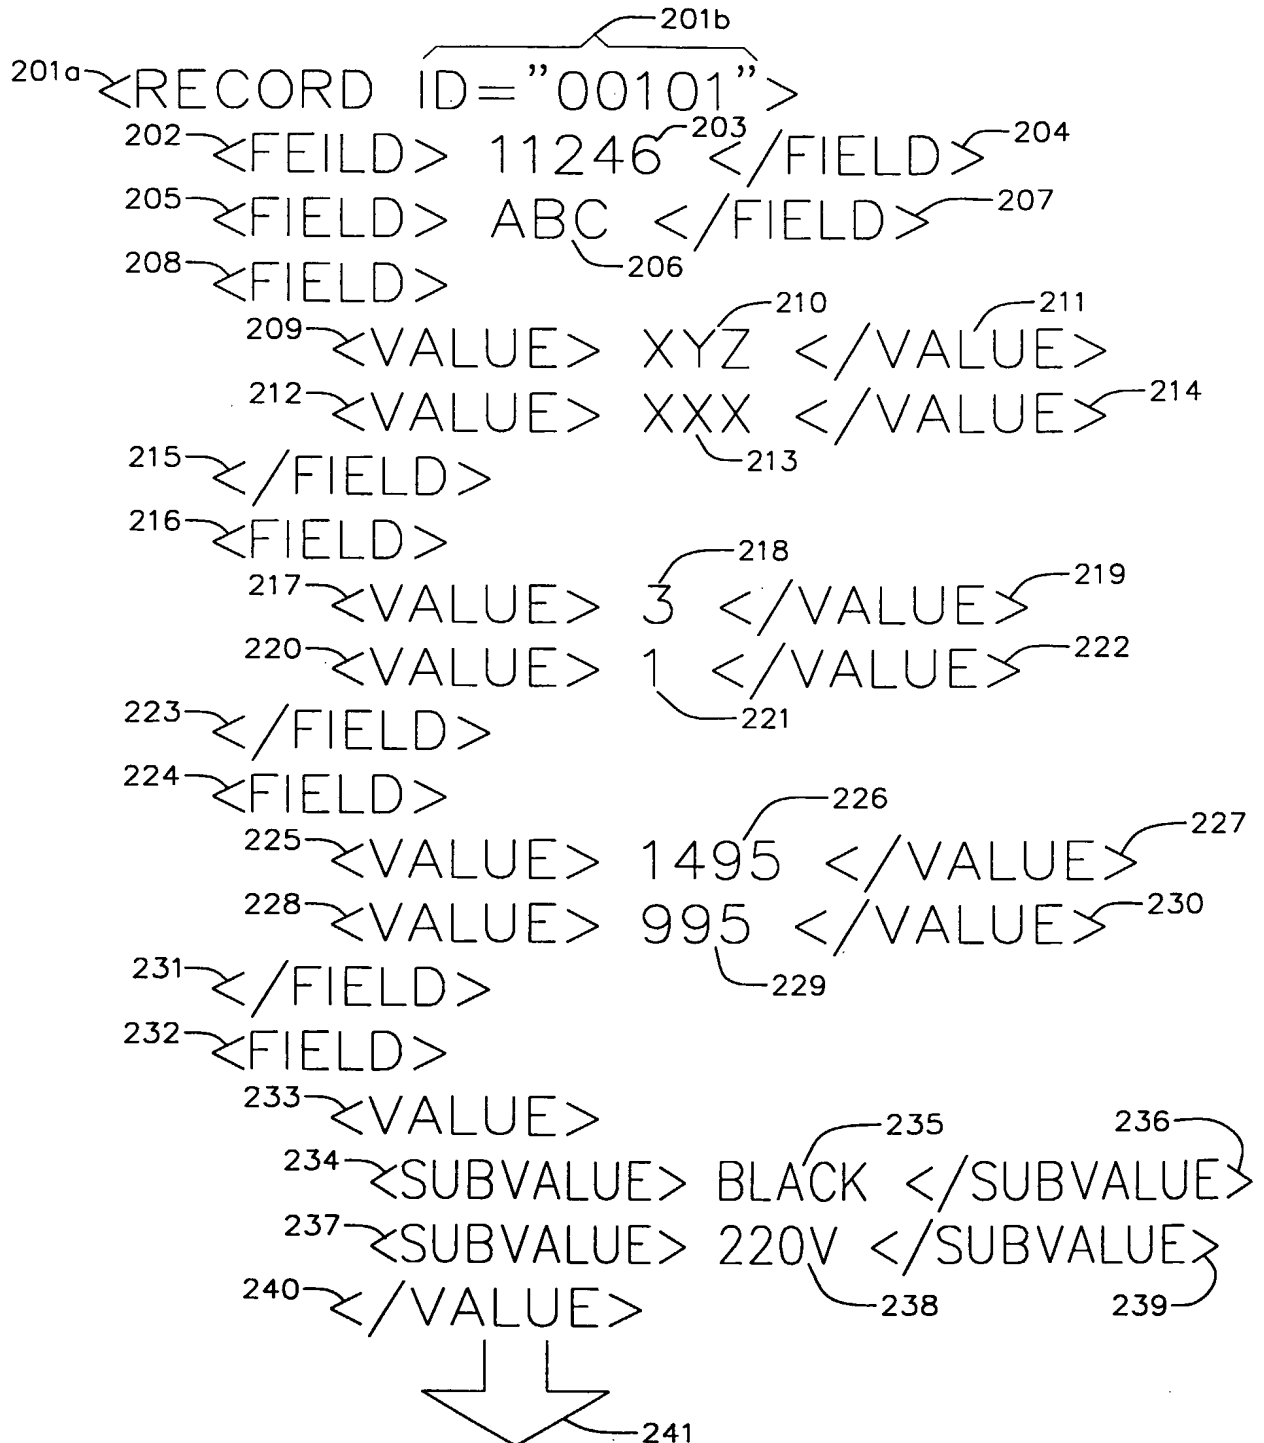 201b
201a <RECORD ID="00101">
202 <FEILD> 11246 203 </FIELD> 204
205 <FIELD> ABC </FIELD> 207
206
208 <FIELD>
210 211
209 <VALUE> XYZ </VALUE>
212 <VALUE> XXX </VALUE> 214
213
215 </FIELD>
216 <FIELD>
218
217 <VALUE> 3 </VALUE> 219
220 <VALUE> 1 </VALUE> 222
221
223 </FIELD>
224 <FIELD>
226
225 <VALUE> 1495 </VALUE> 227
228 <VALUE> 995 </VALUE> 230
229
231 </FIELD>
232 <FIELD>
233 <VALUE>
235 236
234 <SUBVALUE> BLACK </SUBVALUE>
237 <SUBVALUE> 220V </SUBVALUE>
238 239
240 </VALUE>
241